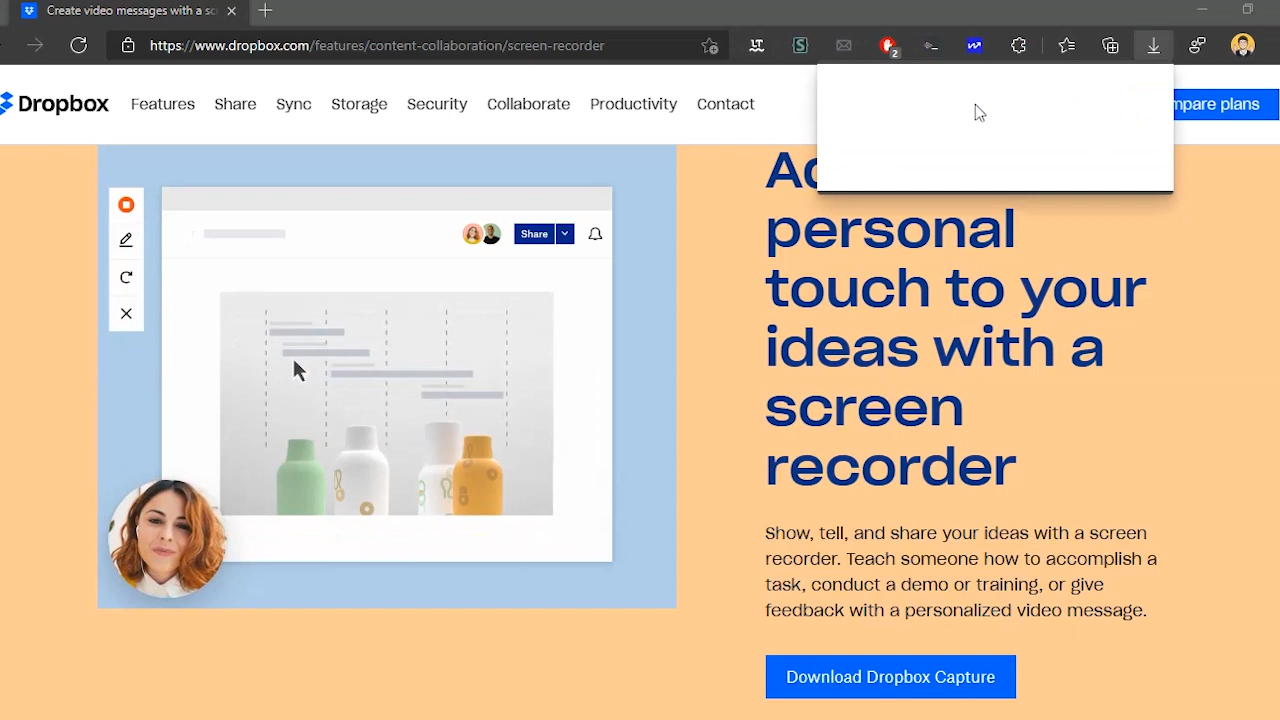 Create video messages with a sc
https://www.dropbox.com/features/content-collaboration/screen-recorder
2
Dropbox
Features
Share
Sync
Storage
Security
Collaborate
Productivity
Contact
plans
Share
personal
touch to your
ideas with a
screen
recorder
Show, tell, and share your ideas with a screen
recorder. Teach someone how to accomplish a
task, conduct a demo or training, or give
feedback with a personalized video message.
Download Dropbox Capture